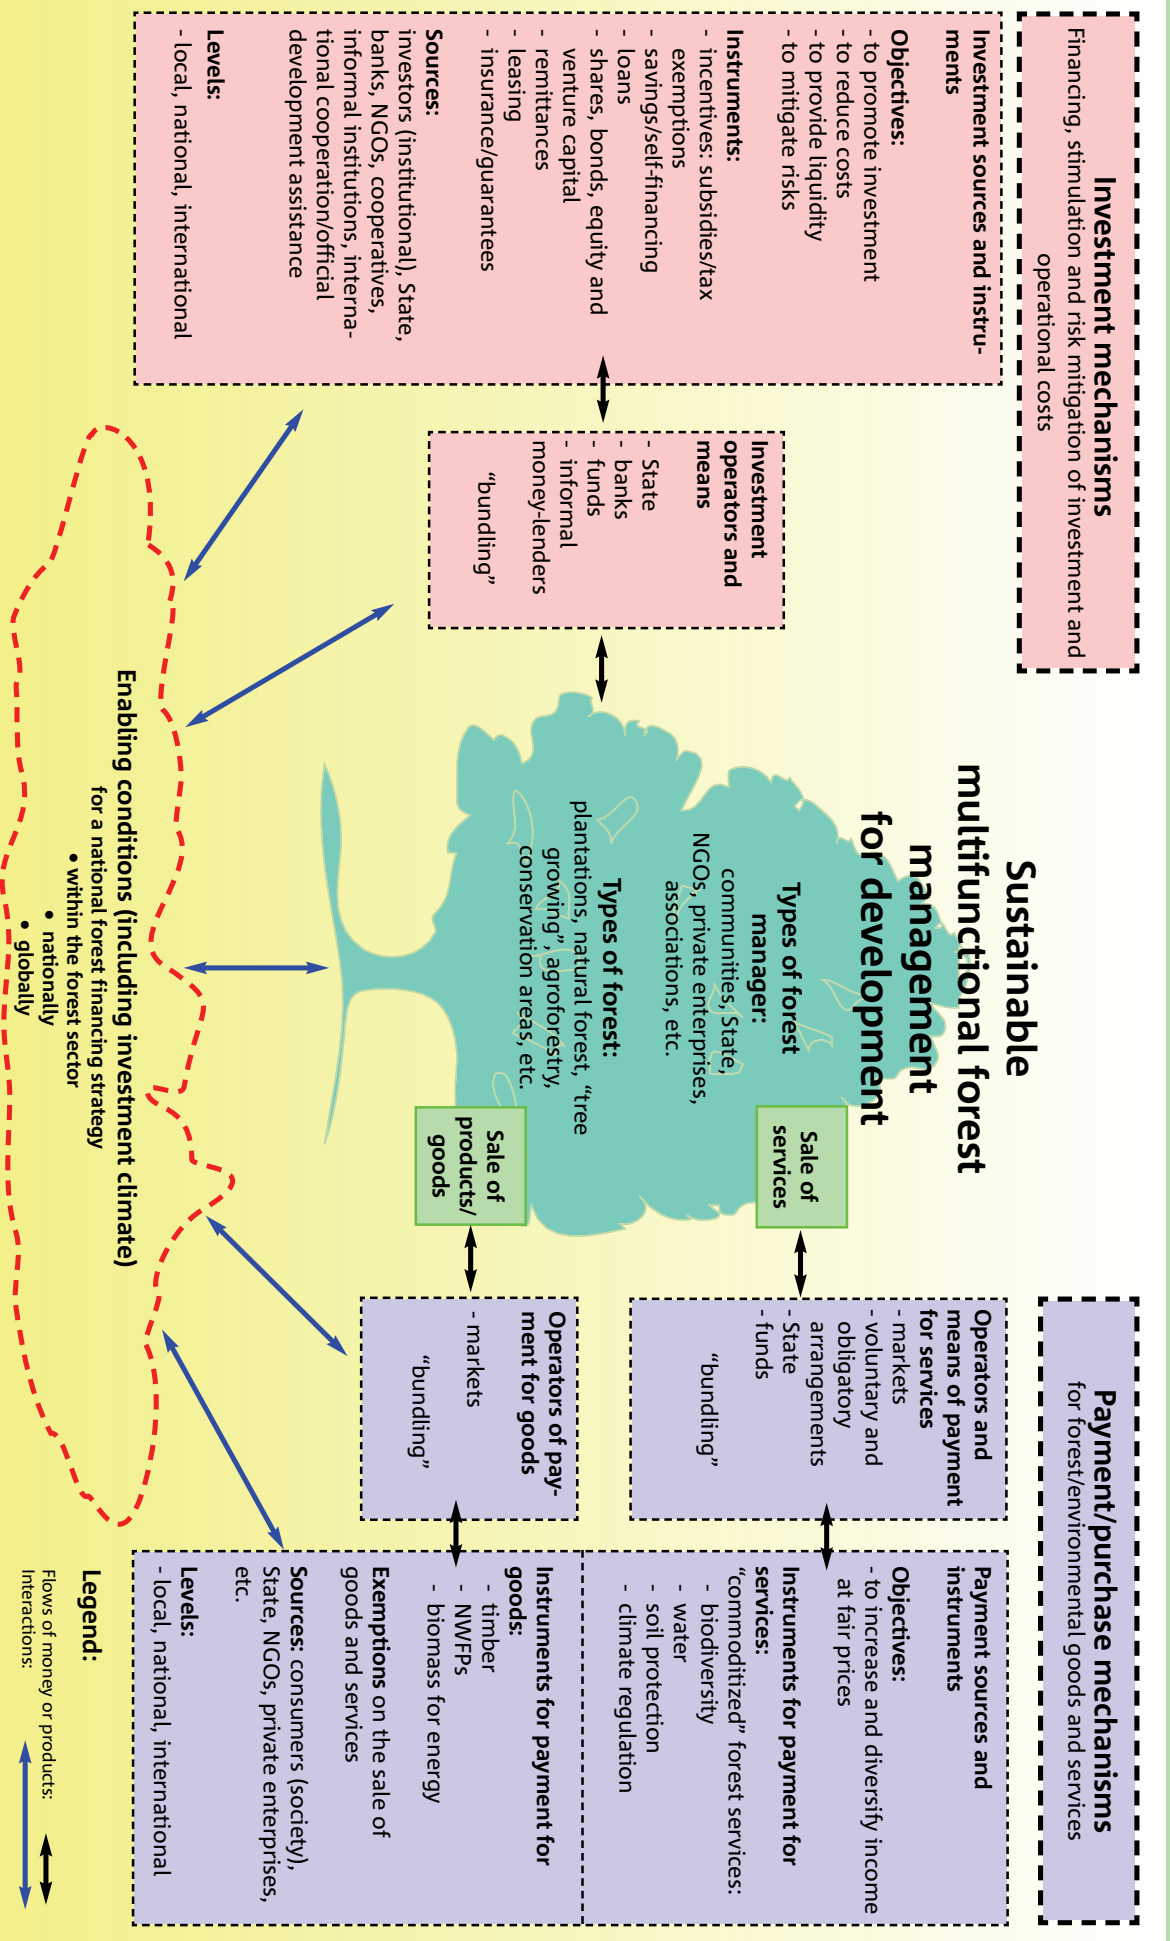 Investment mechanisms
Financing, stimulation and risk mitigation of investment and
operational costs
Investment sources and instru-
ments
Objectives:
- to promote investment
- to reduce costs
- to provide liquidity
- to mitigate risks
Instruments:
- incentives: subsidies/tax
exemptions
- savings/self-financing
- loans
- shares, bonds, equity and
venture capital
- remittances
- leasing
- insurance/guarantees
Sources:
investors (institutional), State,
banks, NGOs, cooperatives,
informal institutions, interna-
tional cooperation/official
development assistance
Levels:
- local, national, international
Investment
operators and
means
- State
- banks
- funds
- informal
money-lenders
“bundling”
Sustainable
multifunctional forest
management
for development
Types of forest
manager:
communities, State,
NGOs, private enterprises,
associations, etc.
Types of forest:
plantations, natural forest, “tree
growing”, agroforestry,
conservation areas, etc.
Sale of
services
Sale of
products/
goods
Payment/purchase mechanisms
for forest/environmental goods and services
Operators and
means of payment
for services
- markets
- voluntary and
obligatory
arrangements
- State
- funds
“bundling”
Operators of pay-
ment for goods
- markets
“bundling”
Payment sources and
instruments
Objectives:
- to increase and diversify income
at fair prices
Instruments for payment for
services:
“commoditized” forest services:
- biodiversity
- water
- soil protection
- climate regulation
Instruments for payment for
goods:
- timber
- NWFPs
- biomass for energy
Exemptions on the sale of
goods and services
Sources: consumers (society),
State, NGOs, private enterprises,
etc.
Levels:
- local, national, international
Enabling conditions (including investment climate)
for a national forest financing strategy
• within the forest sector
• nationally
• globally
Legend:
Flows of money or products:
Interactions: